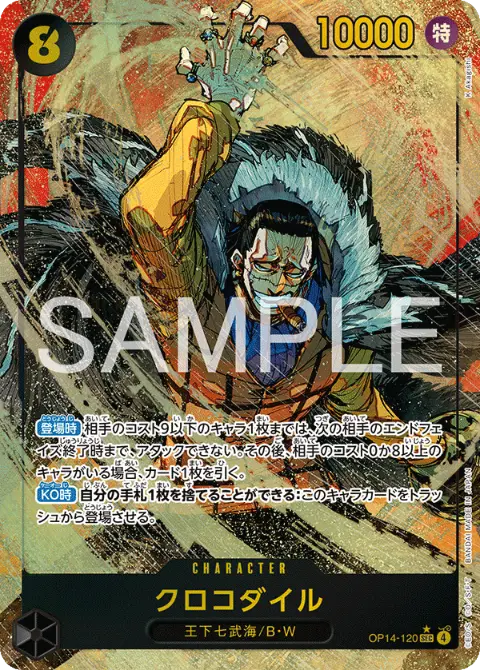 8
10000
特
K Akagishi
SAMPLE
登場時 相手のコスト9以下のキャラ1枚までは、次の相手のエンドフェ
イズ終了時まで、アタックできない。その後、相手のコスト0か8以上の
キャラがいる場合、カード1枚を引く。
KO時 自分の手札1枚を捨てることができる:このキャラカードをトラッ
シュから登場させる。
BANDAI MADE IN JAPAN
CHARACTER
クロコダイル
王下七武海/B・W
OP14-120 SEC 4